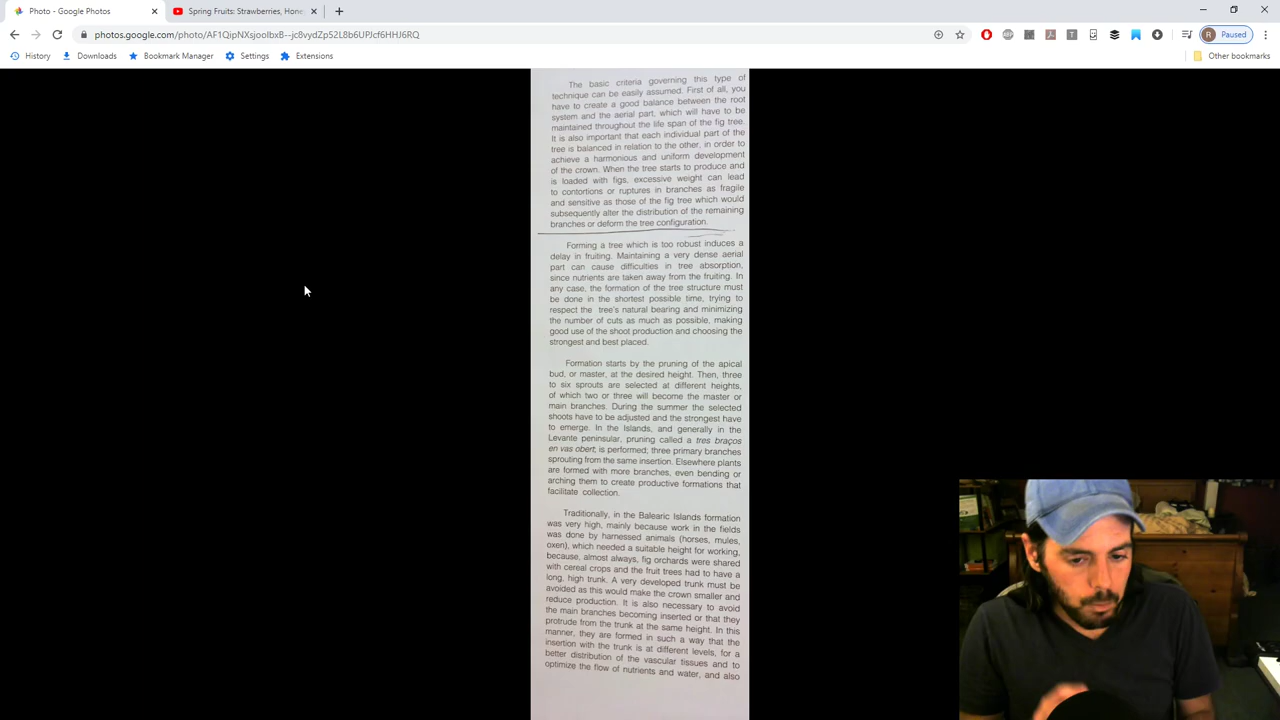 Photo - Google Photos
Spring Fruits: Strawberries, Hone
photos.google.com/photo/AF1QipNXsjooIbxB--jc8vydZp52L8b6UPJcf6HHJ6RQ
R Paused
History
Downloads
Bookmark Manager
Settings
Extensions
Other bookmarks
The basic criteria governing this type of
technique can be easily assumed. First of all, you
have to create a good balance between the root
system and the aerial part, which will have to be
maintained throughout the life span of the fig tree.
It is also important that each individual part of the
tree is balanced in relation to the other, in order to
achieve a harmonious and uniform development
of the crown. When the tree starts to produce and
is loaded with figs, excessive weight can lead
to contortions or ruptures in branches as fragile
and sensitive as those of the fig tree which would
subsequently alter the distribution of the remaining
branches or deform the tree configuration.
Forming a tree which is too robust induces a
delay in fruiting. Maintaining a very dense aerial
part can cause difficulties in tree absorption,
since nutrients are taken away from the fruiting. In
any case, the formation of the tree structure must
be done in the shortest possible time, trying to
respect the tree's natural bearing and minimizing
the number of cuts as much as possible, making
good use of the shoot production and choosing the
strongest and best placed.
Formation starts by the pruning of the apical
bud, or master, at the desired height. Then, three
to six sprouts are selected at different heights,
of which two or three will become the master or
main branches. During the summer the selected
shoots have to be adjusted and the strongest have
to emerge. In the Islands, and generally in the
Levante peninsular, pruning called a tres braços
en vas obert, is performed; three primary branches
sprouting from the same insertion. Elsewhere plants
are formed with more branches, even bending or
arching them to create productive formations that
facilitate collection.
Traditionally, in the Balearic Islands formation
was very high, mainly because work in the fields
was done by harnessed animals (horses, mules,
oxen), which needed a suitable height for working,
because, almost always, fig orchards were shared
with cereal crops and the fruit trees had to have a
long, high trunk. A very developed trunk must be
avoided as this would make the crown smaller and
reduce production. It is also necessary to avoid
the main branches becoming inserted or that they
protrude from the trunk at the same height. In this
manner, they are formed in such a way that the
insertion with the trunk is at different levels, for a
better distribution of the vascular tissues and to
optimize the flow of nutrients and water, and also